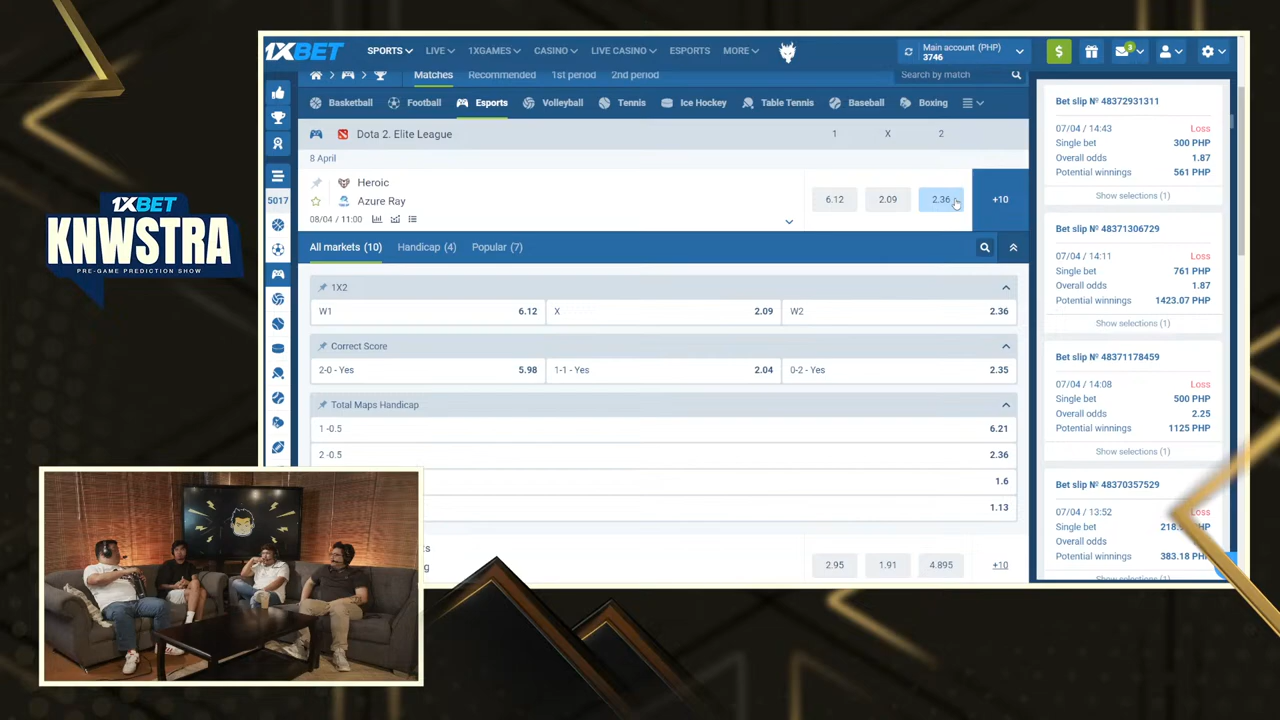 1XBET
SPORTS
LIVE
1XGAMES
CASINO
LIVE CASINO
ESPORTS
MORE
Main account (PHP)
3746
$
3
Matches
Recommended
1st period
2nd period
Search by match
Basketball
Football
Esports
Volleyball
Tennis
Ice Hockey
Table Tennis
Baseball
Boxing
Dota 2. Elite League
1
X
2
8 April
Heroic
Azure Ray
6.12
2.09
2.36
+10
08/04 / 11:00
5017
All markets (10)
Handicap (4)
Popular (7)
1X2
W1 6.12
X 2.09
W2 2.36
Correct Score
2-0 - Yes 5.98
1-1 - Yes 2.04
0-2 - Yes 2.35
Total Maps Handicap
1 -0.5 6.21
2 -0.5 2.36
1.6
1.13
2.95
1.91
4.895
+10
Bet slip № 48372931311
07/04 / 14:43 Loss
Single bet 300 PHP
Overall odds 1.87
Potential winnings 561 PHP
Show selections (1)
Bet slip № 48371306729
07/04 / 14:11 Loss
Single bet 761 PHP
Overall odds 1.87
Potential winnings 1423.07 PHP
Show selections (1)
Bet slip № 48371178459
07/04 / 14:08 Loss
Single bet 500 PHP
Overall odds 2.25
Potential winnings 1125 PHP
Show selections (1)
Bet slip № 48370357529
07/04 / 13:52 Loss
Single bet
Overall odds
Potential winnings 383.18 PHP
Show selections (1)
1XBET
KNWSTRA
PRE-GAME PREDICTION SHOW